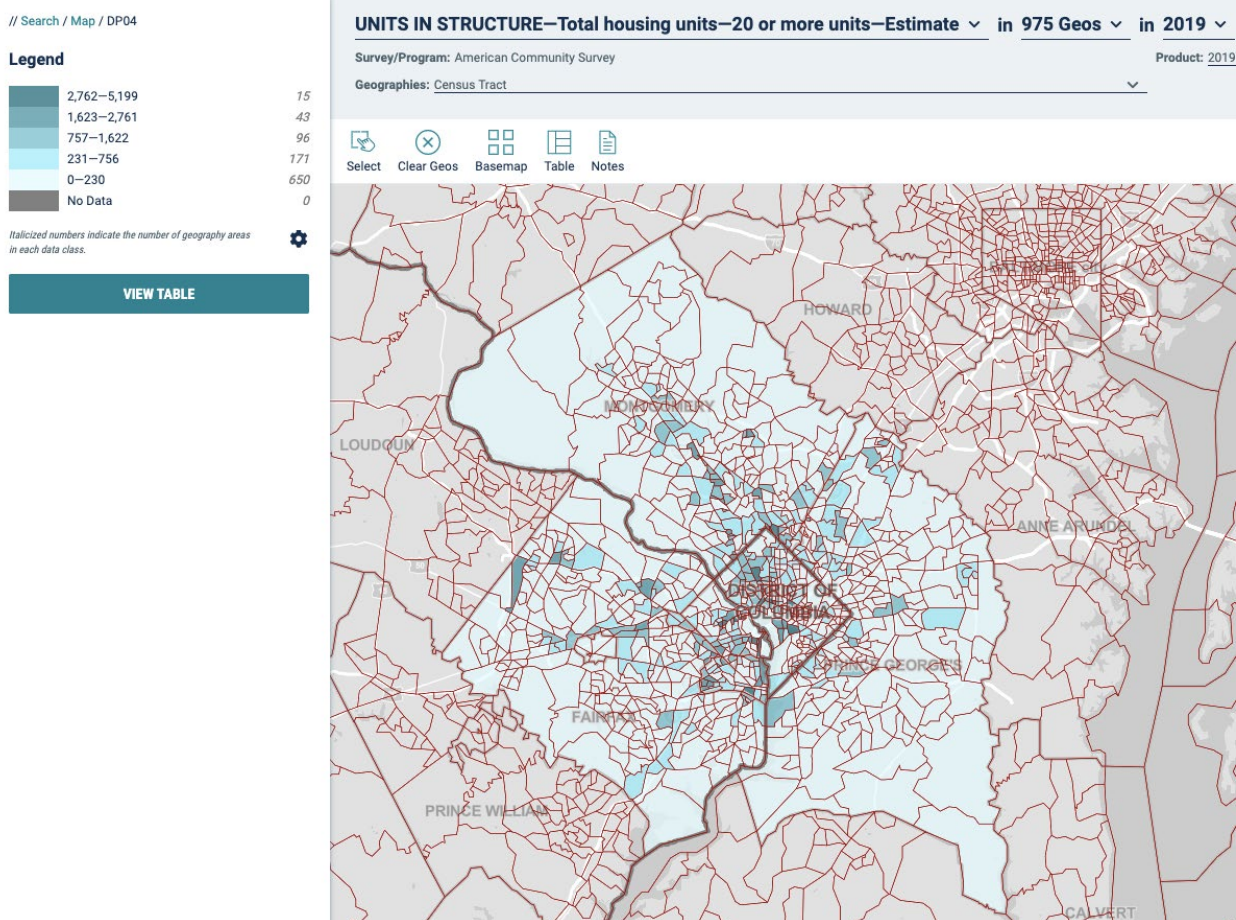 // Search / Map / DP04
Legend
2,762—5,199 15
1,623—2,761 43
757—1,622 96
231—756 171
0—230 650
No Data 0
Italicized numbers indicate the number of geography areas
in each data class.
VIEW TABLE
UNITS IN STRUCTURE—Total housing units—20 or more units—Estimate in 975 Geos in 2019
Survey/Program: American Community Survey Product: 2019
Geographies: Census Tract
Select Clear Geos Basemap Table Notes
HOWARD
MONTGOMERY
LOUDOUN
ANNE ARUNDEL
DISTRICT OF
COLUMBIA
PRINCE GEORGE'S
FAIRFAX
PRINCE WILLIAM
CALVERT